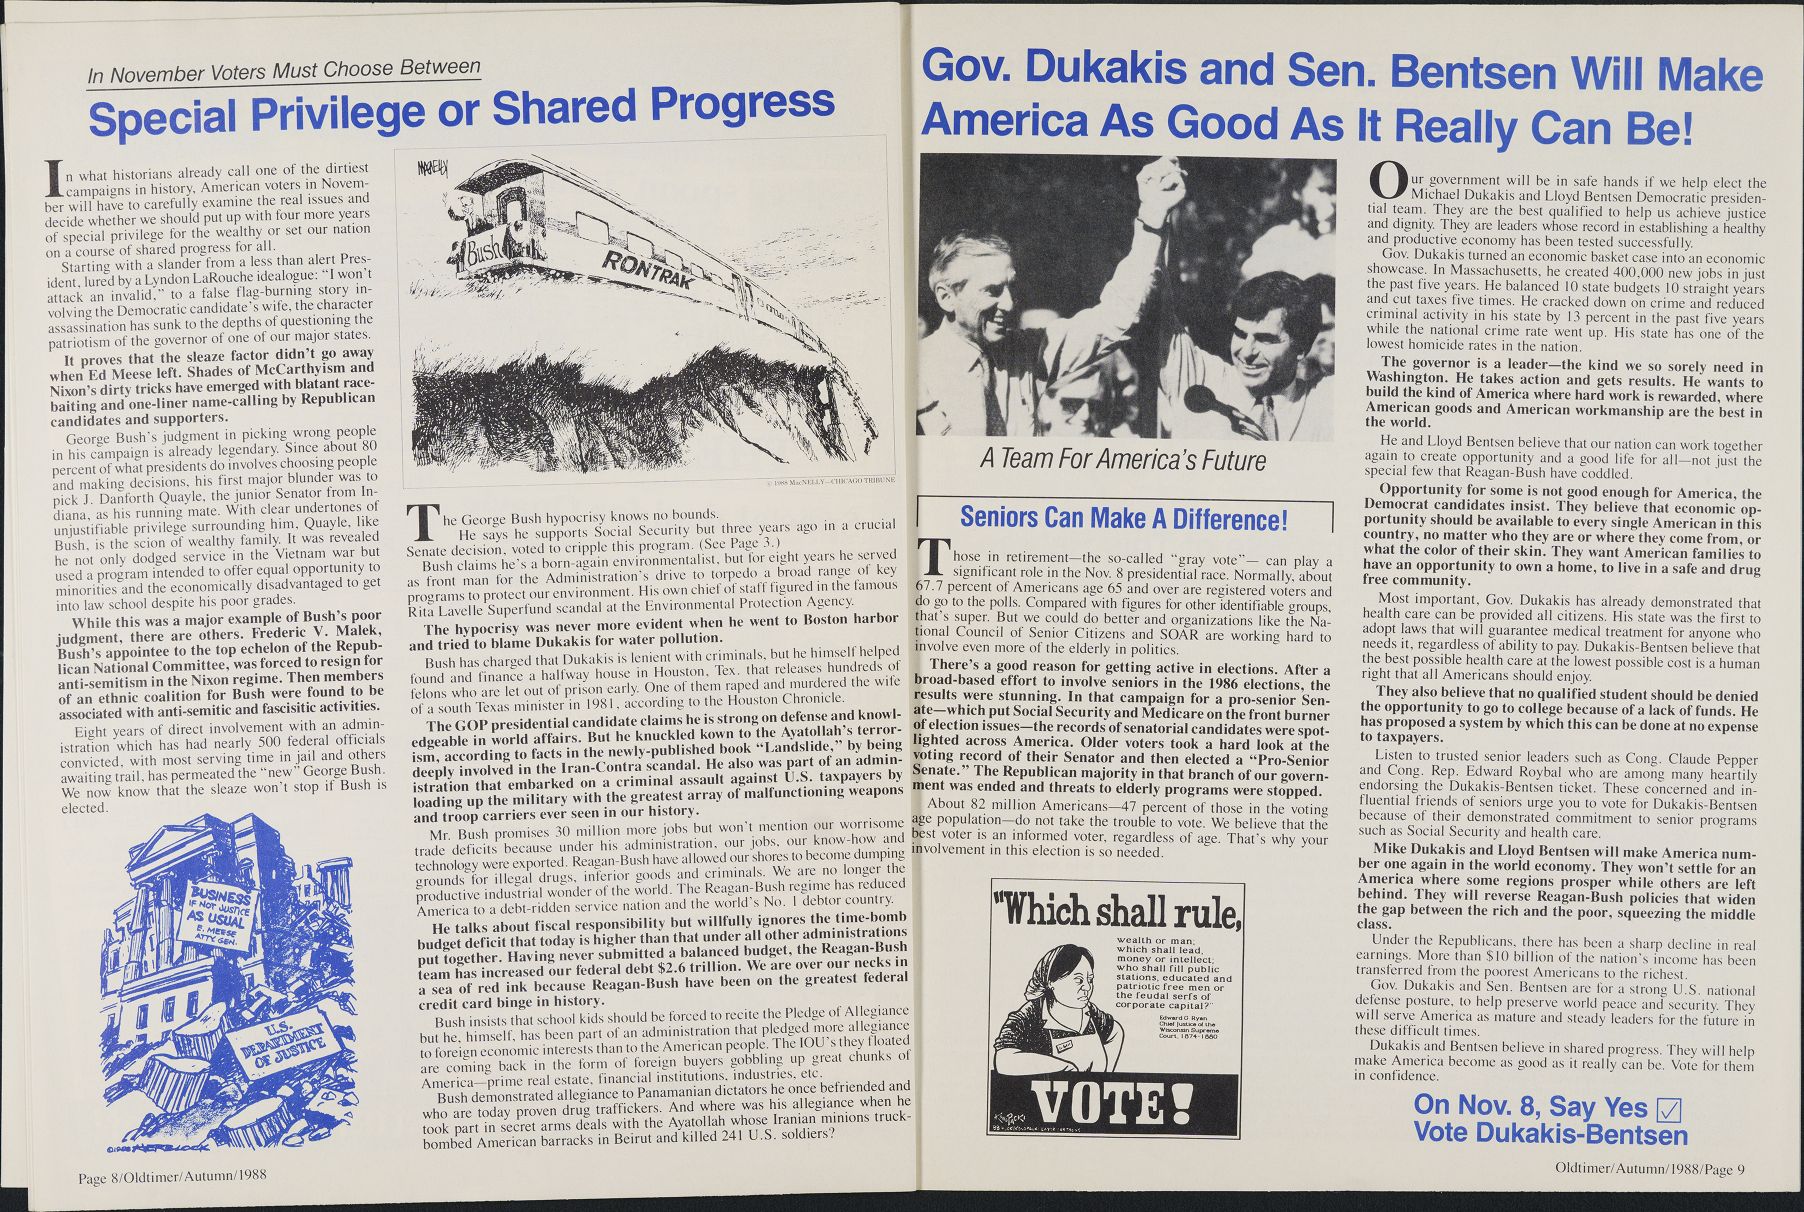 In November Voters Must Choose Between
Special Privilege or Shared Progress
In what historians already call one of the dirtiest
campaigns in history, American voters in Novem-
ber will have to carefully examine the real issues and
decide whether we should put up with four more years
of special privilege for the wealthy or set our nation
on a course of shared progress for all.
Starting with a slander from a less than alert Pres-
ident, lured by a Lyndon LaRouche idealogue: “I won't
attack an invalid,” to a false flag-burning story in-
volving the Democratic candidate's wife, the character
assassination has sunk to the depths of questioning the
patriotism of the governor of one of our major states.
It proves that the sleaze factor didn't go away
when Ed Meese left. Shades of McCarthyism and
Nixon's dirty tricks have emerged with blatant race-
baiting and one-liner name-calling by Republican
candidates and supporters.
George Bush's judgment in picking wrong people
in his campaign is already legendary. Since about 80
percent of what presidents do involves choosing people
and making decisions, his first major blunder was to
pick J. Danforth Quayle, the junior Senator from In-
diana, as his running mate. With clear undertones of
unjustifiable privilege surrounding him, Quayle, like
Bush, is the scion of wealthy family. It was revealed
he not only dodged service in the Vietnam war but
used a program intended to offer equal opportunity to
minorities and the economically disadvantaged to get
into law school despite his poor grades.
While this was a major example of Bush's poor
judgment, there are others. Frederic V. Malek,
Bush's appointee to the top echelon of the Repub-
lican National Committee, was forced to resign for
anti-semitism in the Nixon regime. Then members
of an ethnic coalition for Bush were found to be
associated with anti-semitic and fascisitic activities.
Eight years of direct involvement with an admin-
istration which has had nearly 500 federal officials
convicted, with most serving time in jail and others
awaiting trail, has permeated the “new” George Bush.
We now know that the sleaze won't stop if Bush is
elected.
BUSINESS
IF NOT JUSTICE
AS USUAL
E. MEESE
ATTY GEN.
U.S.
DEPARTMENT
OF JUSTICE
©1988 HERBLOCK
MACNELLY
Bush
RONTRAK
© 1988 MacNELLY—CHICAGO TRIBUNE
The George Bush hypocrisy knows no bounds.
He says he supports Social Security but three years ago in a crucial
Senate decision, voted to cripple this program. (See Page 3.)
Bush claims he's a born-again environmentalist, but for eight years he served
as front man for the Administration's drive to torpedo a broad range of key
programs to protect our environment. His own chief of staff figured in the famous
Rita Lavelle Superfund scandal at the Environmental Protection Agency.
The hypocrisy was never more evident when he went to Boston harbor
and tried to blame Dukakis for water pollution.
Bush has charged that Dukakis is lenient with criminals, but he himself helped
found and finance a halfway house in Houston, Tex. that releases hundreds of
felons who are let out of prison early. One of them raped and murdered the wife
of a south Texas minister in 1981, according to the Houston Chronicle.
The GOP presidential candidate claims he is strong on defense and knowl-
edgeable in world affairs. But he knuckled kown to the Ayatollah's terror-
ism, according to facts in the newly-published book “Landslide,” by being
deeply involved in the Iran-Contra scandal. He also was part of an admin-
istration that embarked on a criminal assault against U.S. taxpayers by
loading up the military with the greatest array of malfunctioning weapons
and troop carriers ever seen in our history.
Mr. Bush promises 30 million more jobs but won't mention our worrisome
trade deficits because under his administration, our jobs, our know-how and
technology were exported. Reagan-Bush have allowed our shores to become dumping
grounds for illegal drugs, inferior goods and criminals. We are no longer the
productive industrial wonder of the world. The Reagan-Bush regime has reduced
America to a debt-ridden service nation and the world's No. 1 debtor country.
He talks about fiscal responsibility but willfully ignores the time-bomb
budget deficit that today is higher than that under all other administrations
put together. Having never submitted a balanced budget, the Reagan-Bush
team has increased our federal debt $2.6 trillion. We are over our necks in
a sea of red ink because Reagan-Bush have been on the greatest federal
credit card binge in history.
Bush insists that school kids should be forced to recite the Pledge of Allegiance
but he, himself, has been part of an administration that pledged more allegiance
to foreign economic interests than to the American people. The IOU's they floated
are coming back in the form of foreign buyers gobbling up great chunks of
America—prime real estate, financial institutions, industries, etc.
Bush demonstrated allegiance to Panamanian dictators he once befriended and
who are today proven drug traffickers. And where was his allegiance when he
took part in secret arms deals with the Ayatollah whose Iranian minions truck-
bombed American barracks in Beirut and killed 241 U.S. soldiers?
Page 8/Oldtimer/Autumn/1988
Gov. Dukakis and Sen. Bentsen Will Make
America As Good As It Really Can Be!
A Team For America's Future
Seniors Can Make A Difference!
Those in retirement—the so-called “gray vote”— can play a
significant role in the Nov. 8 presidential race. Normally, about
67.7 percent of Americans age 65 and over are registered voters and
do go to the polls. Compared with figures for other identifiable groups,
that's super. But we could do better and organizations like the Na-
tional Council of Senior Citizens and SOAR are working hard to
involve even more of the elderly in politics.
There's a good reason for getting active in elections. After a
broad-based effort to involve seniors in the 1986 elections, the
results were stunning. In that campaign for a pro-senior Sen-
ate—which put Social Security and Medicare on the front burner
of election issues—the records of senatorial candidates were spot-
lighted across America. Older voters took a hard look at the
voting record of their Senator and then elected a “Pro-Senior
Senate.” The Republican majority in that branch of our govern-
ment was ended and threats to elderly programs were stopped.
About 82 million Americans—47 percent of those in the voting
age population—do not take the trouble to vote. We believe that the
best voter is an informed voter, regardless of age. That's why your
involvement in this election is so needed.
“Which shall rule,
wealth or man;
which shall lead,
money or intellect;
who shall fill public
stations, educated and
patriotic free men or
the feudal serfs of
corporate capital?”
Edward G Ryan
Chief Justice of the
Wisconsin Supreme
Court, 1874-1880
VOTE!
Our government will be in safe hands if we help elect the
Michael Dukakis and Lloyd Bentsen Democratic presiden-
tial team. They are the best qualified to help us achieve justice
and dignity. They are leaders whose record in establishing a healthy
and productive economy has been tested successfully.
Gov. Dukakis turned an economic basket case into an economic
showcase. In Massachusetts, he created 400,000 new jobs in just
the past five years. He balanced 10 state budgets 10 straight years
and cut taxes five times. He cracked down on crime and reduced
criminal activity in his state by 13 percent in the past five years
while the national crime rate went up. His state has one of the
lowest homicide rates in the nation.
The governor is a leader—the kind we so sorely need in
Washington. He takes action and gets results. He wants to
build the kind of America where hard work is rewarded, where
American goods and American workmanship are the best in
the world.
He and Lloyd Bentsen believe that our nation can work together
again to create opportunity and a good life for all—not just the
special few that Reagan-Bush have coddled.
Opportunity for some is not good enough for America, the
Democrat candidates insist. They believe that economic op-
portunity should be available to every single American in this
country, no matter who they are or where they come from, or
what the color of their skin. They want American families to
have an opportunity to own a home, to live in a safe and drug
free community.
Most important, Gov. Dukakis has already demonstrated that
health care can be provided all citizens. His state was the first to
adopt laws that will guarantee medical treatment for anyone who
needs it, regardless of ability to pay. Dukakis-Bentsen believe that
the best possible health care at the lowest possible cost is a human
right that all Americans should enjoy.
They also believe that no qualified student should be denied
the opportunity to go to college because of a lack of funds. He
has proposed a system by which this can be done at no expense
to taxpayers.
Listen to trusted senior leaders such as Cong. Claude Pepper
and Cong. Rep. Edward Roybal who are among many heartily
endorsing the Dukakis-Bentsen ticket. These concerned and in-
fluential friends of seniors urge you to vote for Dukakis-Bentsen
because of their demonstrated commitment to senior programs
such as Social Security and health care.
Mike Dukakis and Lloyd Bentsen will make America num-
ber one again in the world economy. They won't settle for an
America where some regions prosper while others are left
behind. They will reverse Reagan-Bush policies that widen
the gap between the rich and the poor, squeezing the middle
class.
Under the Republicans, there has been a sharp decline in real
earnings. More than $10 billion of the nation's income has been
transferred from the poorest Americans to the richest.
Gov. Dukakis and Sen. Bentsen are for a strong U.S. national
defense posture, to help preserve world peace and security. They
will serve America as mature and steady leaders for the future in
these difficult times.
Dukakis and Bentsen believe in shared progress. They will help
make America become as good as it really can be. Vote for them
in confidence.
On Nov. 8, Say Yes
Vote Dukakis-Bentsen
Oldtimer/Autumn/1988/Page 9